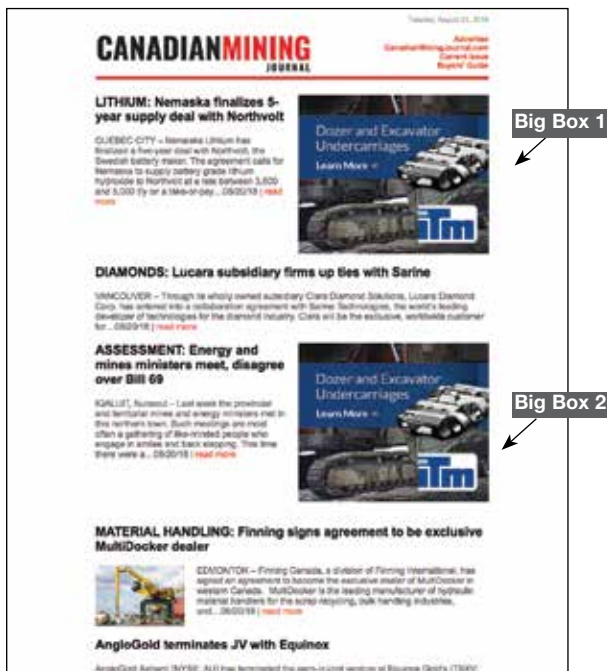 Tuesday, August 21, 2018
CANADIANMINING
JOURNAL
Advertise
CanadianMiningJournal.com
Current Issue
Buyers' Guide
LITHIUM: Nemaska finalizes 5-
year supply deal with Northvolt
QUEBEC CITY – Nemaska Lithium has
finalized a five-year deal with Northvolt, the
Swedish battery maker. The agreement calls for
Nemaska to supply battery grade lithium
hydroxide to Northvolt at a rate between 3,500
and 5,000 t/y on a take-or-pay... 08/20/18 | read
more
Dozer and Excavator
Undercarriages
Learn More
iTm
Big Box 1
DIAMONDS: Lucara subsidiary firms up ties with Sarine
VANCOUVER – Through its wholly owned subsidiary Clara Diamond Solutions, Lucara Diamond
Corp. has entered into a collaboration agreement with Sarine Technologies, the world's leading
developer of technologies for the diamond industry. Clara will be the exclusive, worldwide customer
for... 08/20/18 | read more
ASSESSMENT: Energy and
mines ministers meet, disagree
over Bill 69
IQALUIT, Nunavut – Last week the provincial
and territorial mines and energy ministers met in
this northern town. Such meetings are most
often a gathering of like-minded people who
engage in smiles and back slapping. This time
there were a... 08/20/18 | read more
Dozer and Excavator
Undercarriages
Learn More
iTm
Big Box 2
MATERIAL HANDLING: Finning signs agreement to be exclusive
MultiDocker dealer
EDMONTON – Finning Canada, a division of Finning International, has
signed an agreement to become the exclusive dealer of MultiDocker in
western Canada. MultiDocker is the leading manufacturer of hydraulic
material handlers for the scrap recycling, bulk handling industries,
and... 08/20/18 | read more
AngloGold terminates JV with Equinox